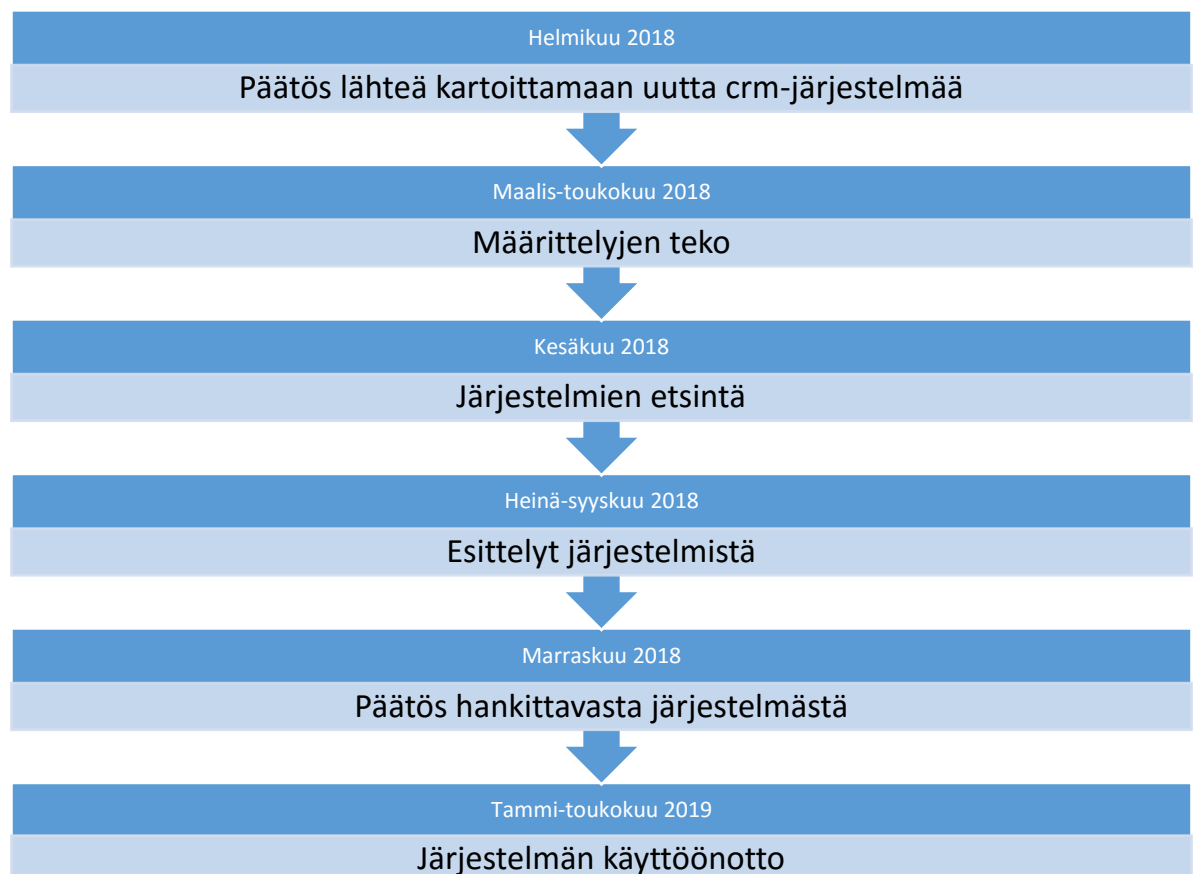 Helmikuu 2018
Päätös lähteä kartoittamaan uutta crm-järjestelmää
Maalis-toukokuu 2018
Määrittelyjen teko
Kesäkuu 2018
Järjestelmien etsintä
Heinä-syyskuu 2018
Esittelyt järjestelmistä
Marraskuu 2018
Päätös hankittavasta järjestelmästä
Tammi-toukokuu 2019
Järjestelmän käyttöönotto